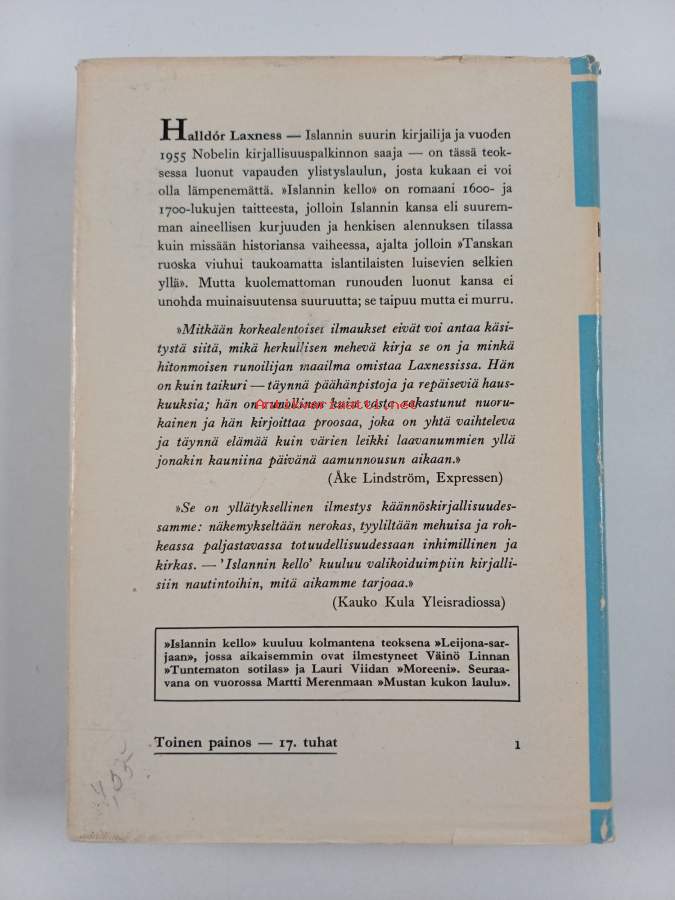 Halldór Laxness — Islannin suurin kirjailija ja vuoden
1955 Nobelin kirjallisuuspalkinnon saaja — on tässä teok-
sessa luonut vapauden ylistyslaulun, josta kukaan ei voi
olla lämpenemättä. »Islannin kello» on romaani 1600- ja
1700-lukujen taitteesta, jolloin Islannin kansa eli suurem-
man aineellisen kurjuuden ja henkisen alennuksen tilassa
kuin missään historiansa vaiheessa, ajalta jolloin »Tanskan
ruoska viuhui taukoamatta islantilaisten luisevien selkien
yllä». Mutta kuolemattoman runouden luonut kansa ei
unohda muinaisuutensa suuruutta; se taipuu mutta ei murru.
»Mitkään korkealentoiset ilmaukset eivät voi antaa käsi-
tystä siitä, mikä herkullisen mehevä kirja se on ja minkä
hitonmoisen runoilijan maailma omistaa Laxnessissa. Hän
on kuin taikuri — täynnä päähänpistoja ja repäiseviä haus-
kuuksia; hän on runollinen kuin vasta rakastunut nuoru-
kainen ja hän kirjoittaa proosaa, joka on yhtä vaihteleva
ja täynnä elämää kuin värien leikki laavanummien yllä
jonakin kauniina päivänä aamunnousun aikaan.»
(Åke Lindström, Expressen)
»Se on yllätyksellinen ilmestys käännöskirjallisuudes-
samme: näkemykseltään nerokas, tyyliltään mehuisa ja roh-
keassa paljastavassa totuudellisuudessaan inhimillinen ja
kirkas. — 'Islannin kello' kuuluu valikoiduimpiin kirjalli-
siin nautintoihin, mitä aikamme tarjoaa.»
(Kauko Kula Yleisradiossa)
»Islannin kello» kuuluu kolmantena teoksena »Leijona-sar-
jaan», jossa aikaisemmin ovat ilmestyneet Väinö Linnan
»Tuntematon sotilas» ja Lauri Viidan »Moreeni». Seuraa-
vana on vuorossa Martti Merenmaan »Mustan kukon laulu».
Toinen painos — 17. tuhat 1
Antikvariaatti.net